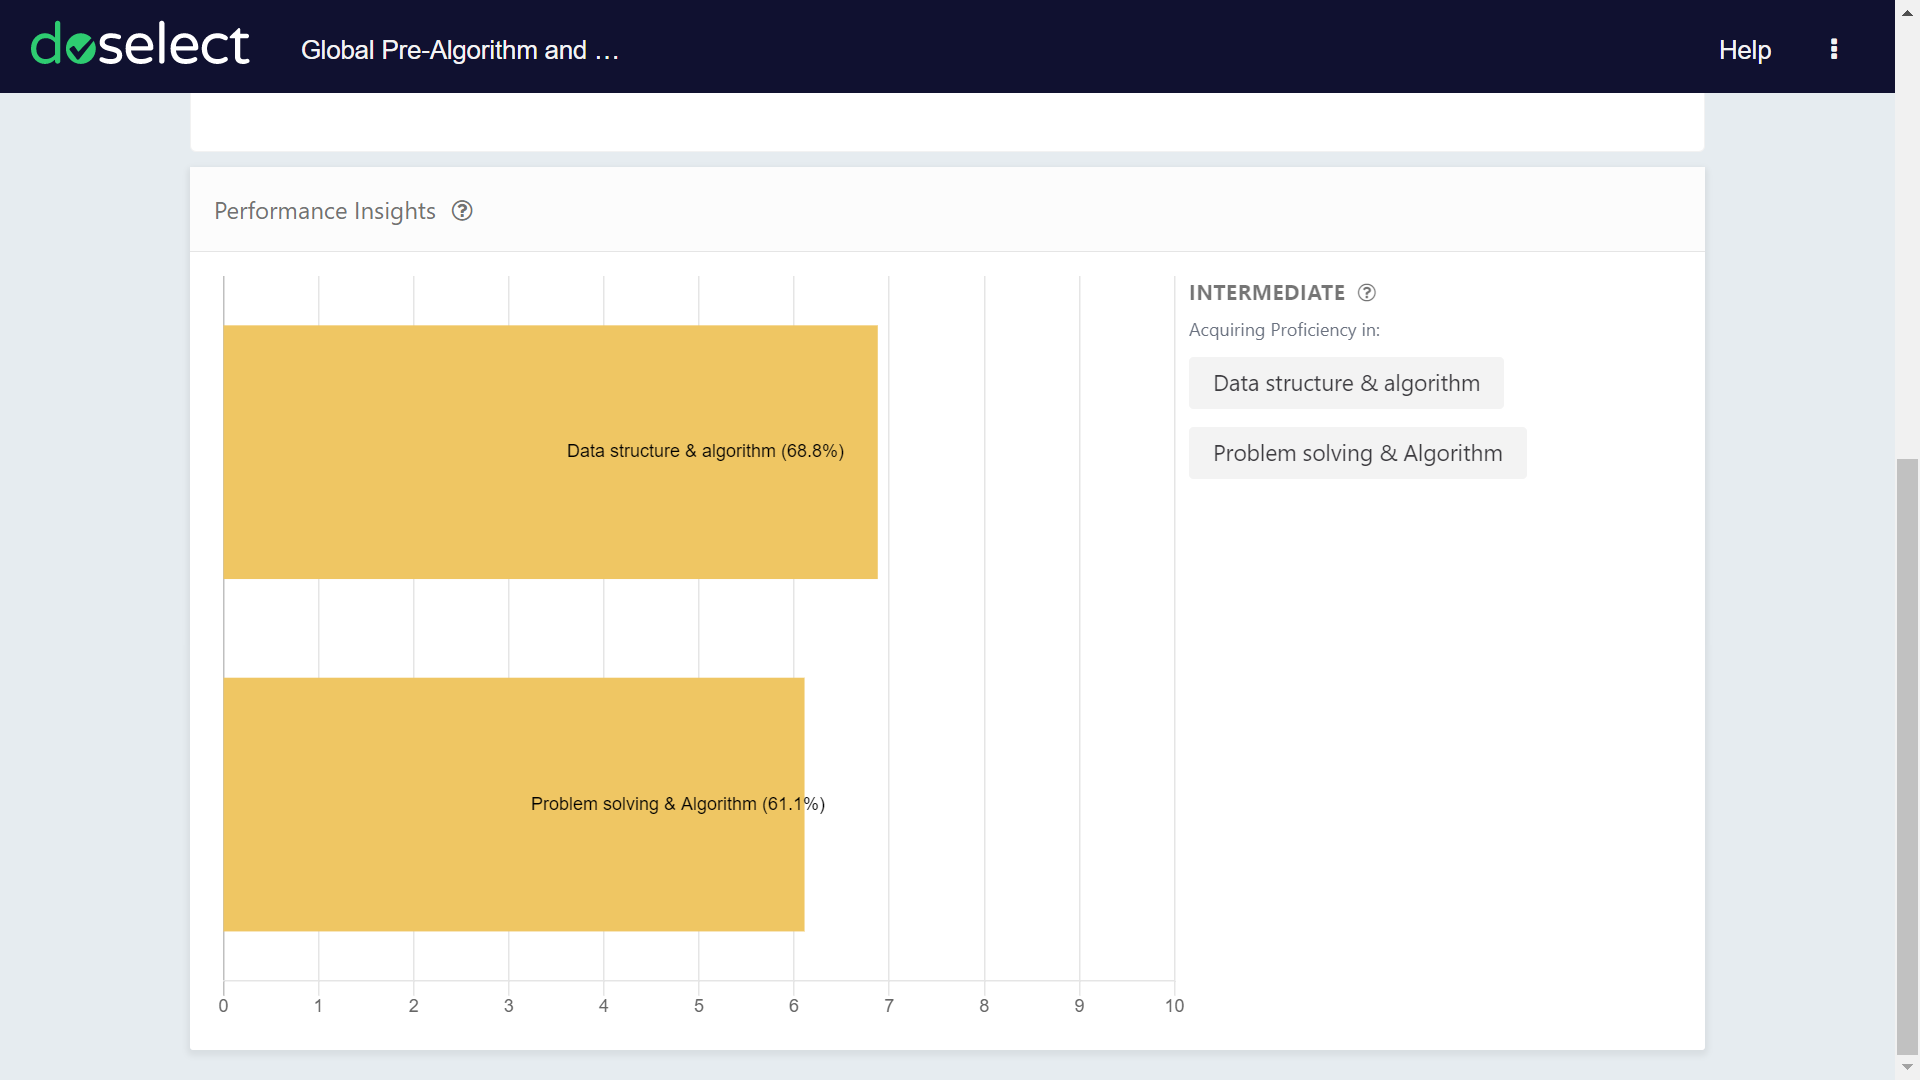 doselect
Global Pre-Algorithm and …
Help
Performance Insights
INTERMEDIATE
Acquiring Proficiency in:
Data structure & algorithm
Problem solving & Algorithm
Data structure & algorithm (68.8%)
Problem solving & Algorithm (61.1%)
0 1 2 3 4 5 6 7 8 9 10